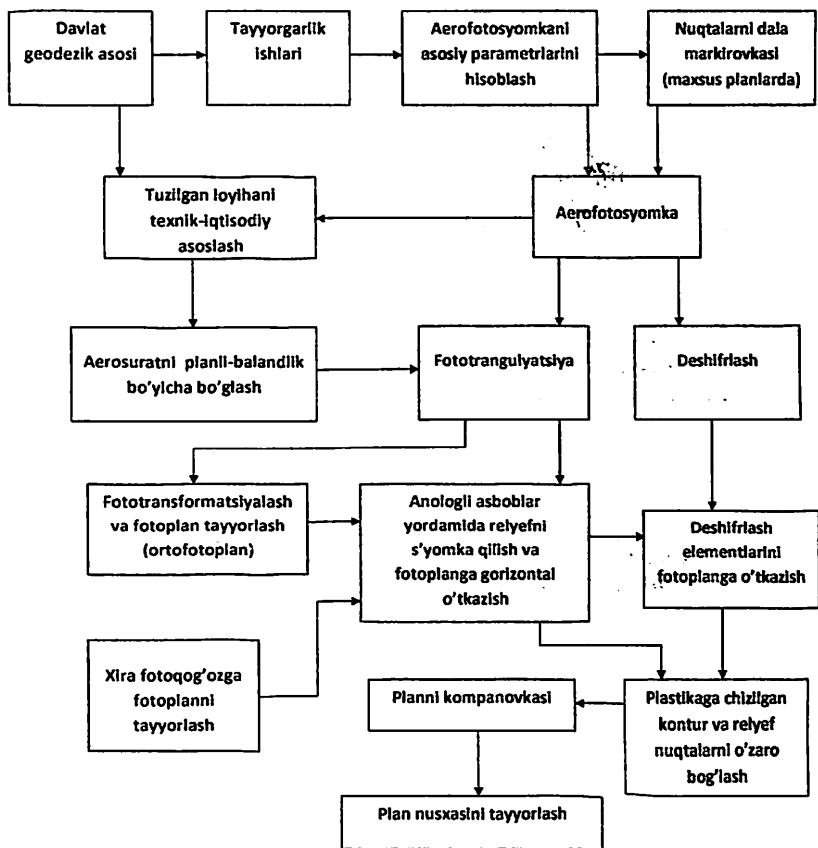 Davlat
geodezik asosi
Tayyorgarlik
ishlari
Aerofotosyomkani
asosiy parametrlarini
hisoblash
Nuqtalarni dala
markirovkasi
(maxsus planlarda)
Tuzilgan loyihani
texnik-iqtisodiy
asoslash
Aerofotosyomka
Aerosuratni planli-balandlik
bo'yicha bo'glash
Fototrangulyatsiya
Deshifrlash
Fototransformatsiyalash
va fotoplan tayyorlash
(ortofotoplan)
Anologli asboblar
yordamida relyefni
s'yomka qilish va
fotoplanga gorizontal
o'tkazish
Deshifrlash
elementlarini
fotoplanga o'tkazish
Xira fotoqog'ozga
fotoplanni
tayyorlash
Planni kompanovkasi
Plastikaga chizilgan
kontur va relyef
nuqtalarni o'zaro
bog'lash
Plan nusxasini tayyorlash